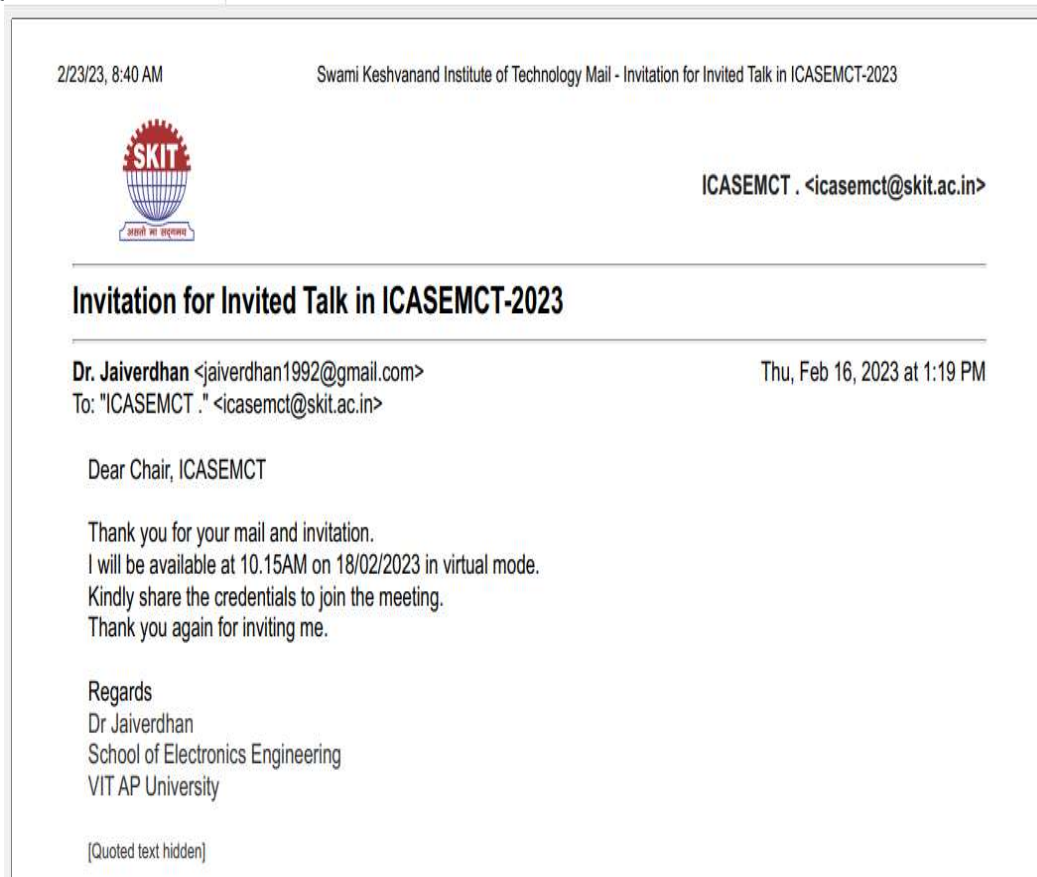 2/23/23, 8:40 AM
Swami Keshvanand Institute of Technology Mail - Invitation for Invited Talk in ICASEMCT-2023
SKIT
असतो मा सद्गमय
ICASEMCT . <icasemct@skit.ac.in>
Invitation for Invited Talk in ICASEMCT-2023
Dr. Jaiverdhan <jaiverdhan1992@gmail.com>
Thu, Feb 16, 2023 at 1:19 PM
To: "ICASEMCT ." <icasemct@skit.ac.in>
Dear Chair, ICASEMCT
Thank you for your mail and invitation.
I will be available at 10.15AM on 18/02/2023 in virtual mode.
Kindly share the credentials to join the meeting.
Thank you again for inviting me.
Regards
Dr Jaiverdhan
School of Electronics Engineering
VIT AP University
[Quoted text hidden]